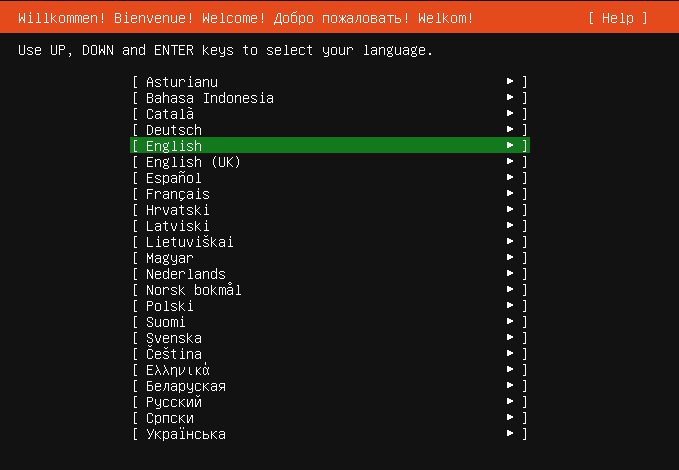 Willkommen! Bienvenue! Welcome! Добро пожаловать! Welkom! [ Help ]
Use UP, DOWN and ENTER keys to select your language.
[ Asturianu ► ]
[ Bahasa Indonesia ► ]
[ Català ► ]
[ Deutsch ► ]
[ English ► ]
[ English (UK) ► ]
[ Español ► ]
[ Français ► ]
[ Hrvatski ► ]
[ Latviski ► ]
[ Lietuviškai ► ]
[ Magyar ► ]
[ Nederlands ► ]
[ Norsk bokmål ► ]
[ Polski ► ]
[ Suomi ► ]
[ Svenska ► ]
[ Čeština ► ]
[ Ελληνικά ► ]
[ Беларуская ► ]
[ Русский ► ]
[ Српски ► ]
[ Українська ► ]